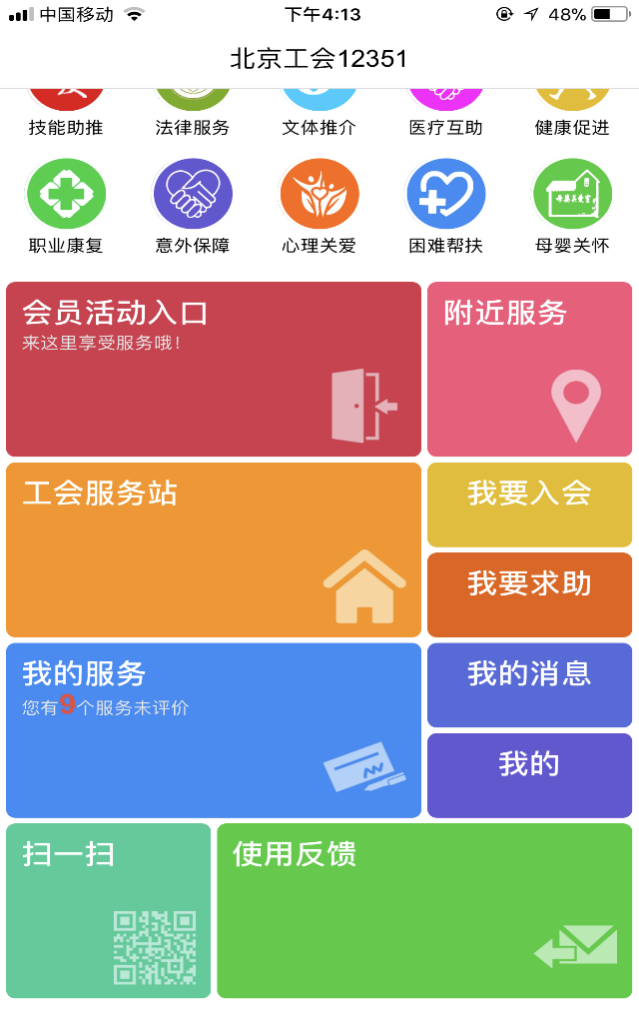 中国移动
下午4:13
48%
北京工会12351
技能助推
法律服务
文体推介
医疗互助
健康促进
母婴关爱室
职业康复
意外保障
心理关爱
困难帮扶
母婴关怀
会员活动入口
来这里享受服务哦!
附近服务
工会服务站
我要入会
我要求助
我的服务
您有9个服务未评价
我的消息
我的
扫一扫
使用反馈